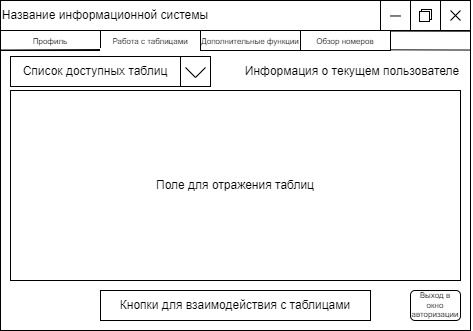 Название информационной системы
Профиль
Работа с таблицами
Дополнительные функции
Обзор номеров
Список доступных таблиц
Информация о текущем пользователе
Поле для отражения таблиц
Кнопки для взаимодействия с таблицами
Выход в
окно
авторизации